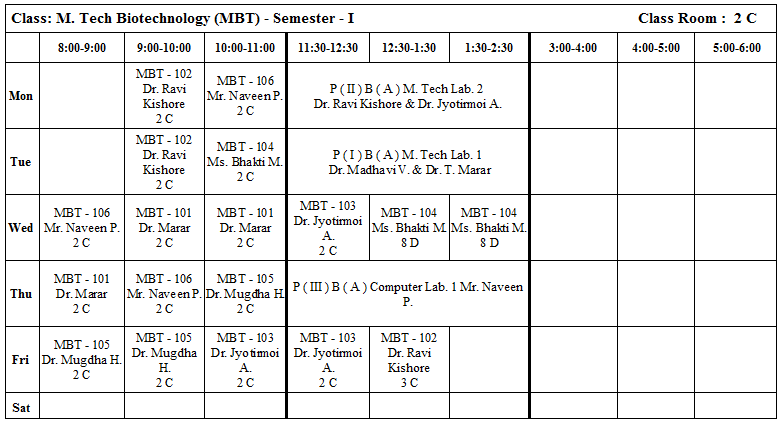 Class: M. Tech Biotechnology (MBT) - Semester - I Class Room : 2 C
8:00-9:00 9:00-10:00 10:00-11:00 11:30-12:30 12:30-1:30 1:30-2:30 3:00-4:00 4:00-5:00 5:00-6:00
Mon
MBT - 102
Dr. Ravi
Kishore
2 C
MBT - 106
Mr. Naveen P.
2 C
P ( II ) B ( A ) M. Tech Lab. 2
Dr. Ravi Kishore & Dr. Jyotirmoi A.
Tue
MBT - 102
Dr. Ravi
Kishore
2 C
MBT - 104
Ms. Bhakti M.
2 C
P ( I ) B ( A ) M. Tech Lab. 1
Dr. Madhavi V. & Dr. T. Marar
Wed
MBT - 106
Mr. Naveen P.
2 C
MBT - 101
Dr. Marar
2 C
MBT - 101
Dr. Marar
2 C
MBT - 103
Dr. Jyotirmoi
A.
2 C
MBT - 104
Ms. Bhakti M.
8 D
MBT - 104
Ms. Bhakti M.
8 D
Thu
MBT - 101
Dr. Marar
2 C
MBT - 106
Mr. Naveen P.
2 C
MBT - 105
Dr. Mugdha H.
2 C
P ( III ) B ( A ) Computer Lab. 1 Mr. Naveen
P.
Fri
MBT - 105
Dr. Mugdha H.
2 C
MBT - 105
Dr. Mugdha
H.
2 C
MBT - 103
Dr. Jyotirmoi
A.
2 C
MBT - 103
Dr. Jyotirmoi
A.
2 C
MBT - 102
Dr. Ravi
Kishore
3 C
Sat